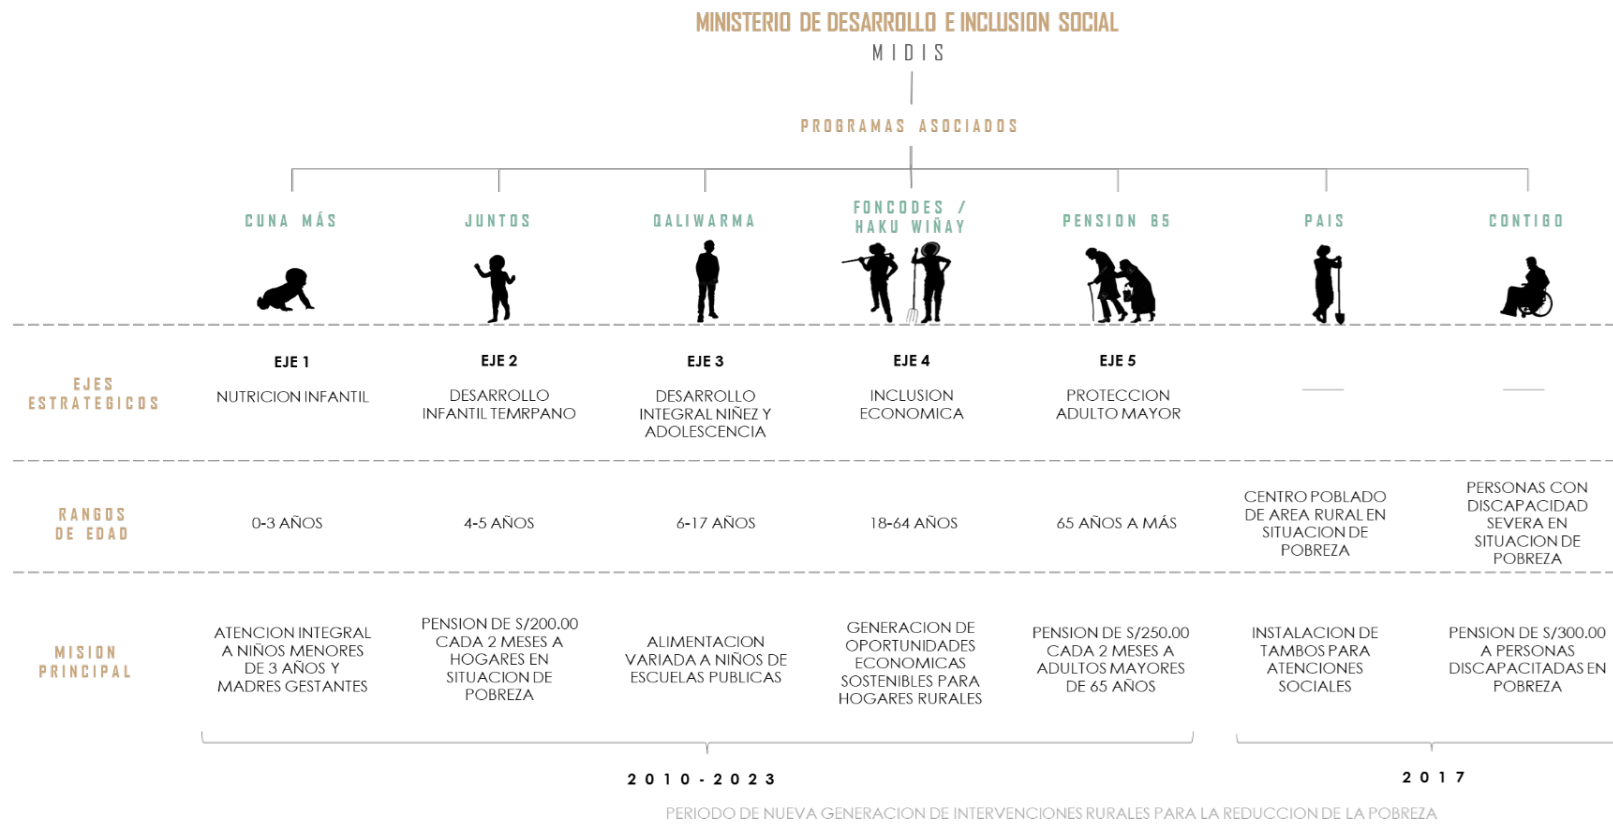 MINISTERIO DE DESARROLLO E INCLUSION SOCIAL
MIDIS
PROGRAMAS ASOCIADOS
CUNA MÁS
JUNTOS
QALIWARMA
FONCODES /
HAKU WIÑAY
PENSION 65
PAIS
CONTIGO
EJES
ESTRATEGICOS
EJE 1
NUTRICION INFANTIL
EJE 2
DESARROLLO
INFANTIL TEMRPANO
EJE 3
DESARROLLO
INTEGRAL NIÑEZ Y
ADOLESCENCIA
EJE 4
INCLUSION
ECONOMICA
EJE 5
PROTECCION
ADULTO MAYOR
RANGOS
DE EDAD
0-3 AÑOS
4-5 AÑOS
6-17 AÑOS
18-64 AÑOS
65 AÑOS A MÁS
CENTRO POBLADO
DE AREA RURAL EN
SITUACION DE
POBREZA
PERSONAS CON
DISCAPACIDAD
SEVERA EN
SITUACION DE
POBREZA
MISION
PRINCIPAL
ATENCION INTEGRAL
A NIÑOS MENORES
DE 3 AÑOS Y
MADRES GESTANTES
PENSION DE S/200.00
CADA 2 MESES A
HOGARES EN
SITUACION DE
POBREZA
ALIMENTACION
VARIADA A NIÑOS DE
ESCUELAS PUBLICAS
GENERACION DE
OPORTUNIDADES
ECONOMICAS
SOSTENIBLES PARA
HOGARES RURALES
PENSION DE S/250.00
CADA 2 MESES A
ADULTOS MAYORES
DE 65 AÑOS
INSTALACION DE
TAMBOS PARA
ATENCIONES
SOCIALES
PENSION DE S/300.00
A PERSONAS
DISCAPACITADAS EN
POBREZA
2010-2023
2017
PERIODO DE NUEVA GENERACION DE INTERVENCIONES RURALES PARA LA REDUCCION DE LA POBREZA